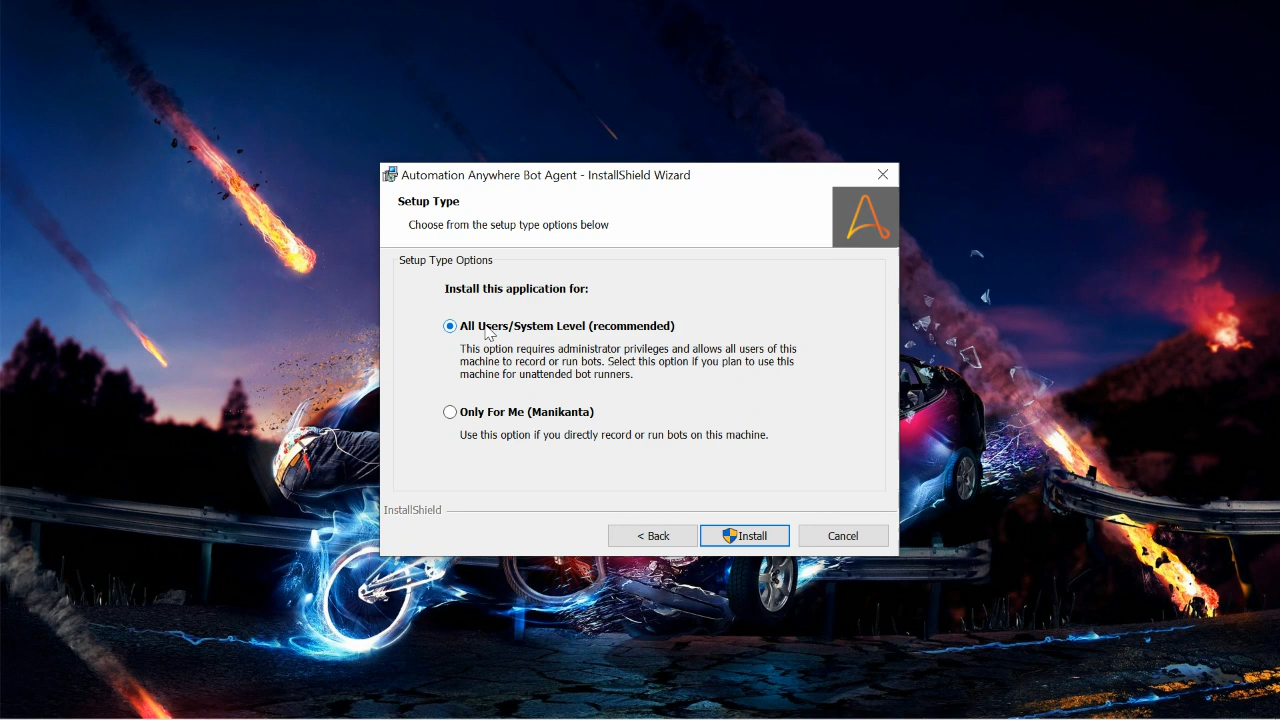 Automation Anywhere Bot Agent - InstallShield Wizard
Setup Type
Choose from the setup type options below
Setup Type Options
Install this application for:
All Users/System Level (recommended)
This option requires administrator privileges and allows all users of this
machine to record or run bots. Select this option if you plan to use this
machine for unattended bot runners.
Only For Me (Manikanta)
Use this option if you directly record or run bots on this machine.
InstallShield
< Back
Install
Cancel